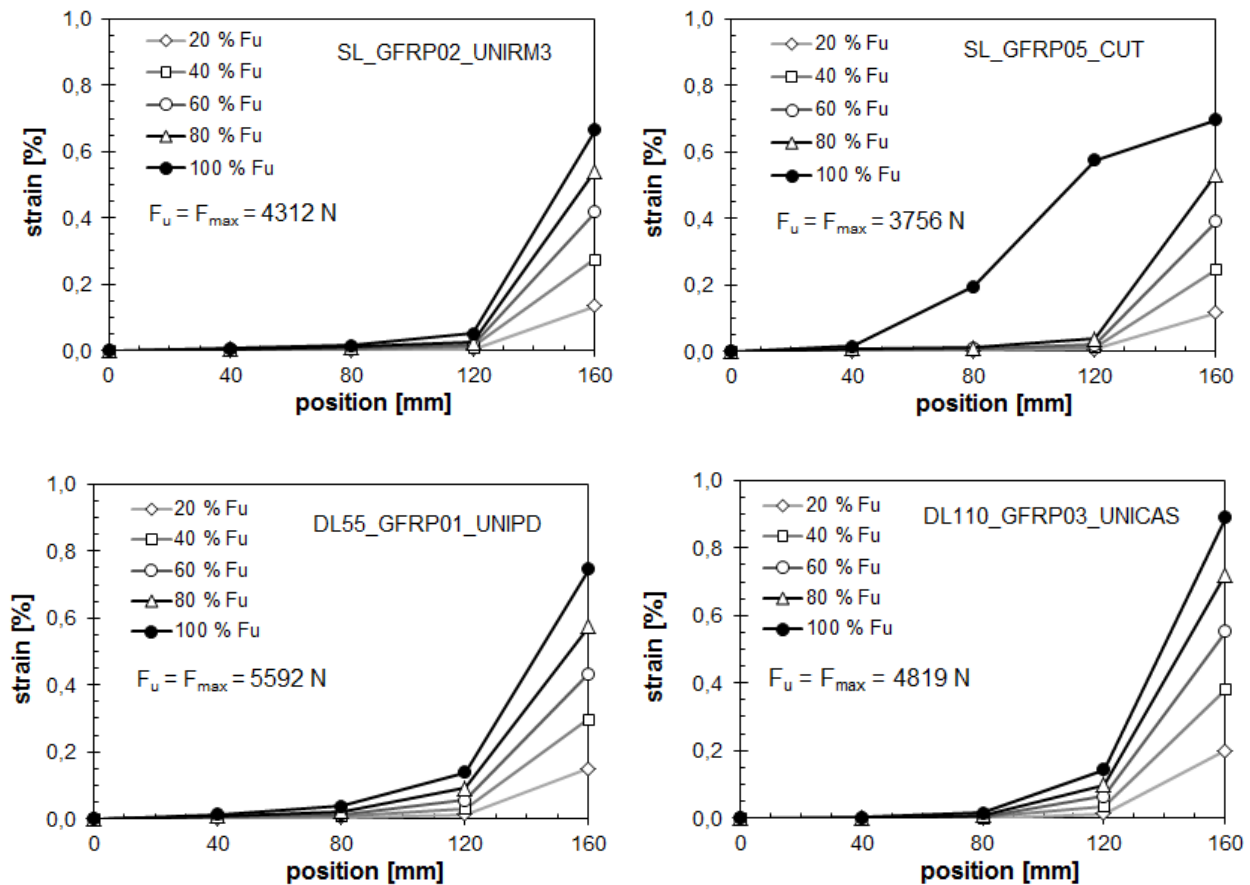 1,0
0,8
0,6
0,4
0,2
0,0
strain [%]
20 % Fu
40 % Fu
60 % Fu
80 % Fu
100 % Fu
SL_GFRP02_UNIRM3
Fu = Fmax = 4312 N
0 40 80 120 160
position [mm]
1,0
0,8
0,6
0,4
0,2
0,0
strain [%]
20 % Fu
40 % Fu
60 % Fu
80 % Fu
100 % Fu
SL_GFRP05_CUT
Fu = Fmax = 3756 N
0 40 80 120 160
position [mm]
1,0
0,8
0,6
0,4
0,2
0,0
strain [%]
20 % Fu
40 % Fu
60 % Fu
80 % Fu
100 % Fu
DL55_GFRP01_UNIPD
Fu = Fmax = 5592 N
0 40 80 120 160
position [mm]
1,0
0,8
0,6
0,4
0,2
0,0
strain [%]
20 % Fu
40 % Fu
60 % Fu
80 % Fu
100 % Fu
DL110_GFRP03_UNICAS
Fu = Fmax = 4819 N
0 40 80 120 160
position [mm]